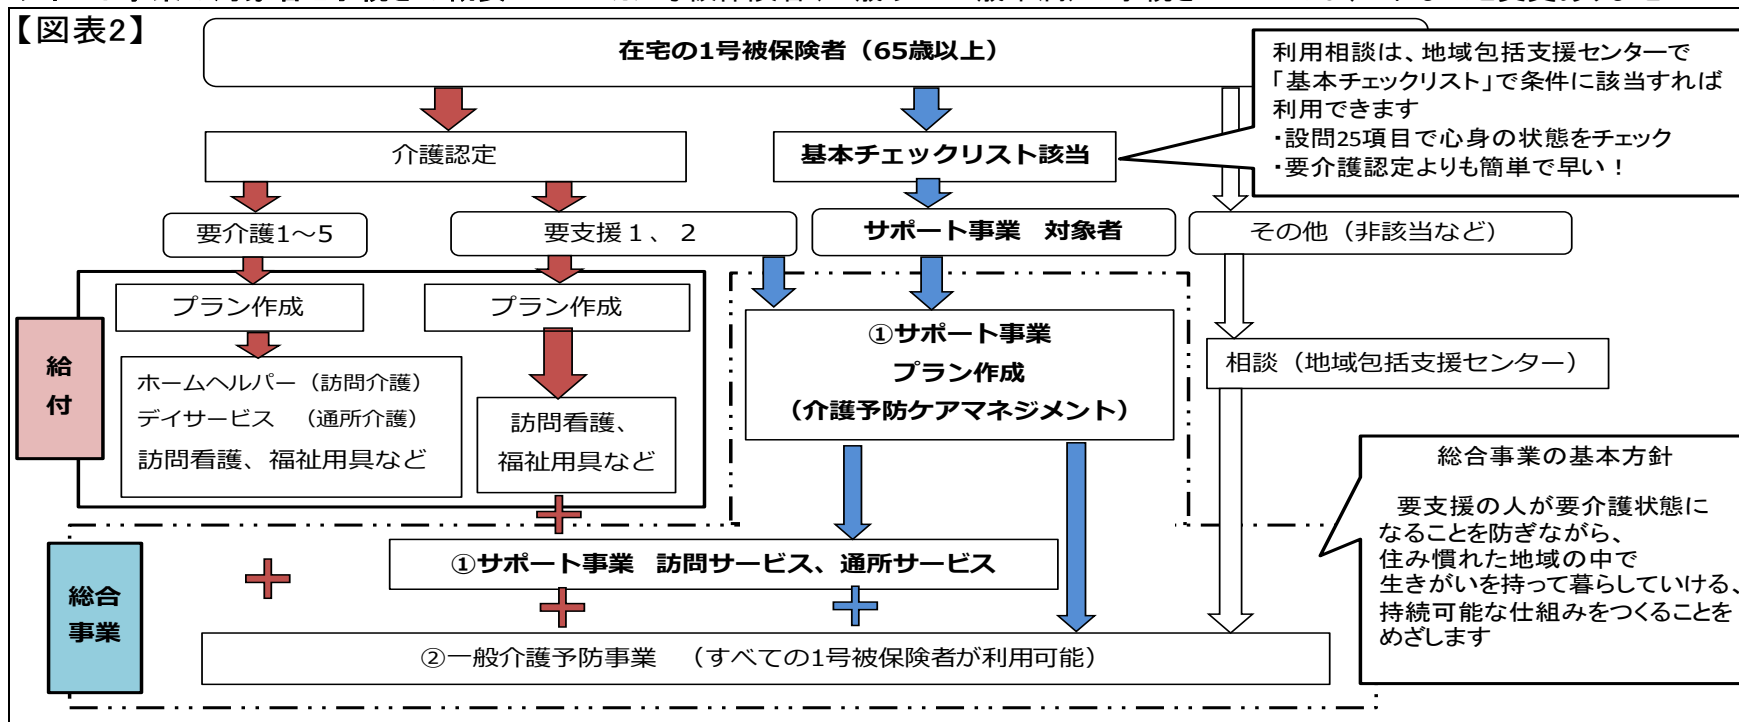 【図表2】
在宅の1号被保険者（65歳以上）
利用相談は、地域包括支援センターで
「基本チェックリスト」で条件に該当すれば
利用できます
・設問25項目で心身の状態をチェック
・要介護認定よりも簡単で早い！
介護認定
基本チェックリスト該当
要介護1～5
要支援１、２
サポート事業　対象者
その他（非該当など）
給付
プラン作成
プラン作成
①サポート事業
プラン作成
（介護予防ケアマネジメント）
相談（地域包括支援センター）
ホームヘルパー（訪問介護）
デイサービス　（通所介護）
訪問看護、福祉用具など
訪問看護、
福祉用具など
総合事業の基本方針
要支援の人が要介護状態に
なることを防ぎながら、
住み慣れた地域の中で
生きがいを持って暮らしていける、
持続可能な仕組みをつくることを
めざします
総合
事業
①サポート事業　訪問サービス、通所サービス
②一般介護予防事業　（すべての1号被保険者が利用可能）